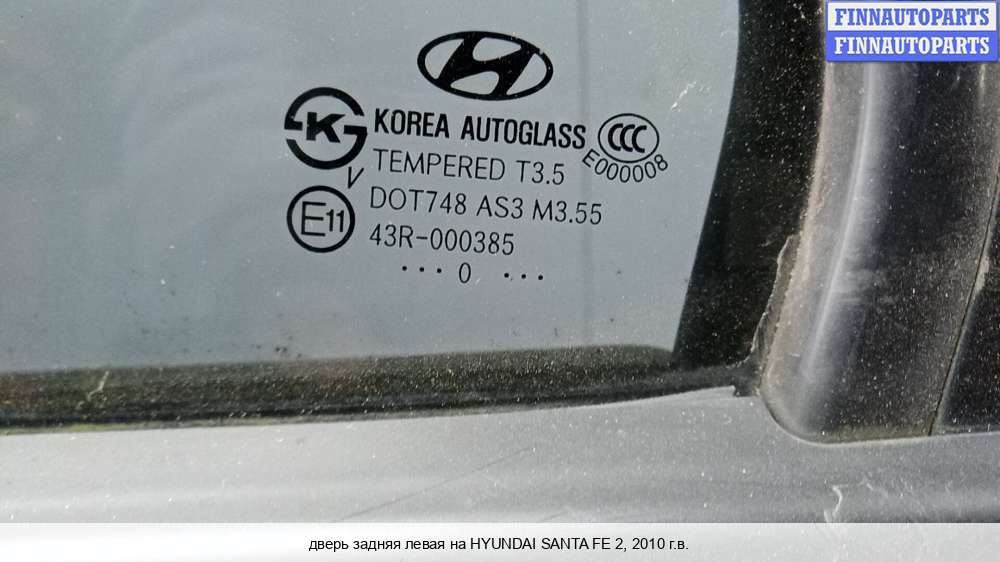 FINNAUTOPARTS
FINNAUTOPARTS
KOREA AUTOGLASS
CCC
E000008
K
TEMPERED T3.5
V
DOT748 AS3 M3.55
E11
43R-000385
··· 0 ···
дверь задняя левая на HYUNDAI SANTA FE 2, 2010 г.в.